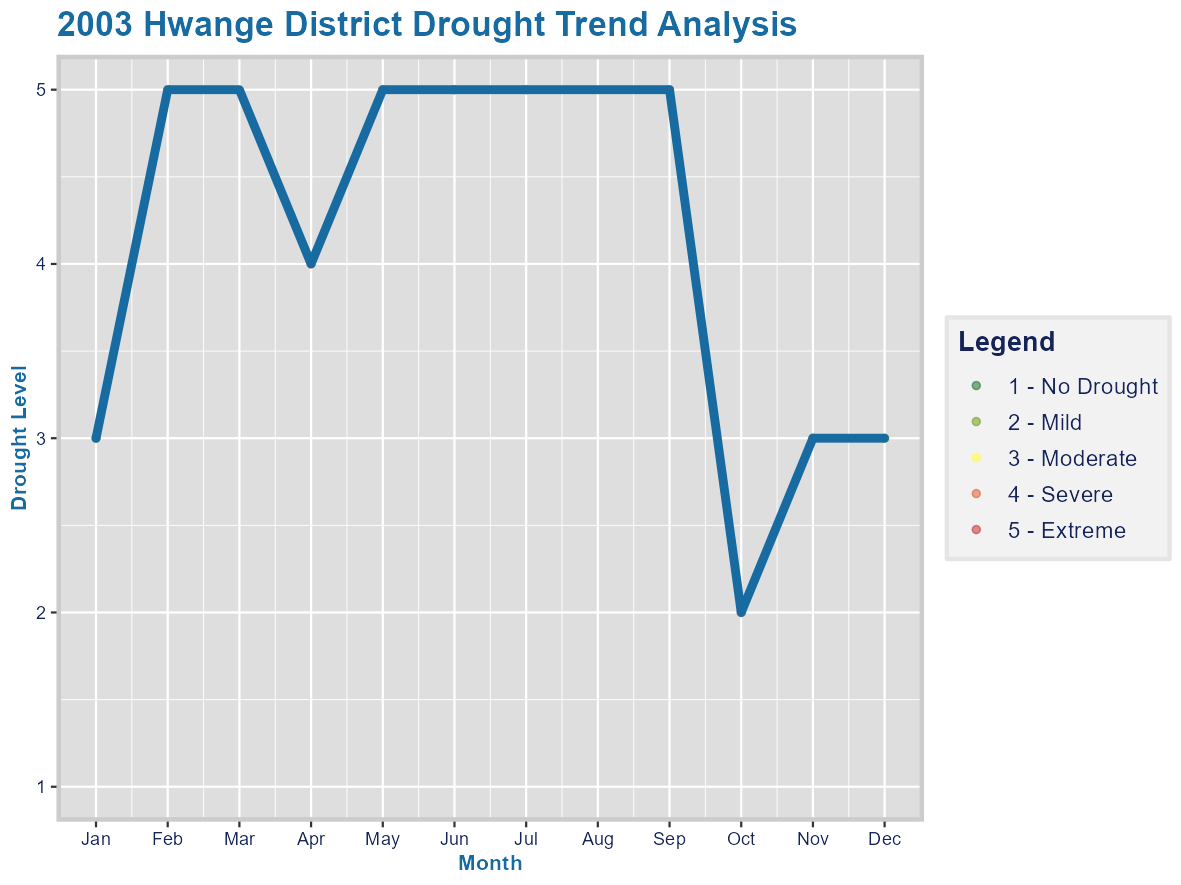 2003 Hwange District Drought Trend Analysis
5
4
3
2
1
Drought Level
Jan Feb Mar Apr May Jun Jul Aug Sep Oct Nov Dec
Month
Legend
1 - No Drought
2 - Mild
3 - Moderate
4 - Severe
5 - Extreme